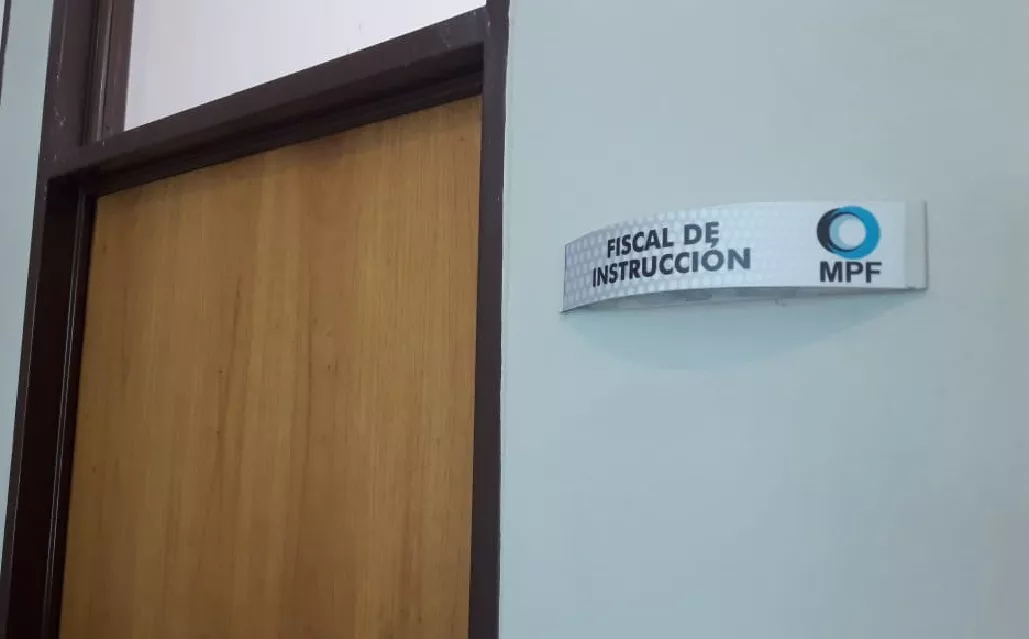 FISCAL DE
INSTRUCCIÓN
MPF